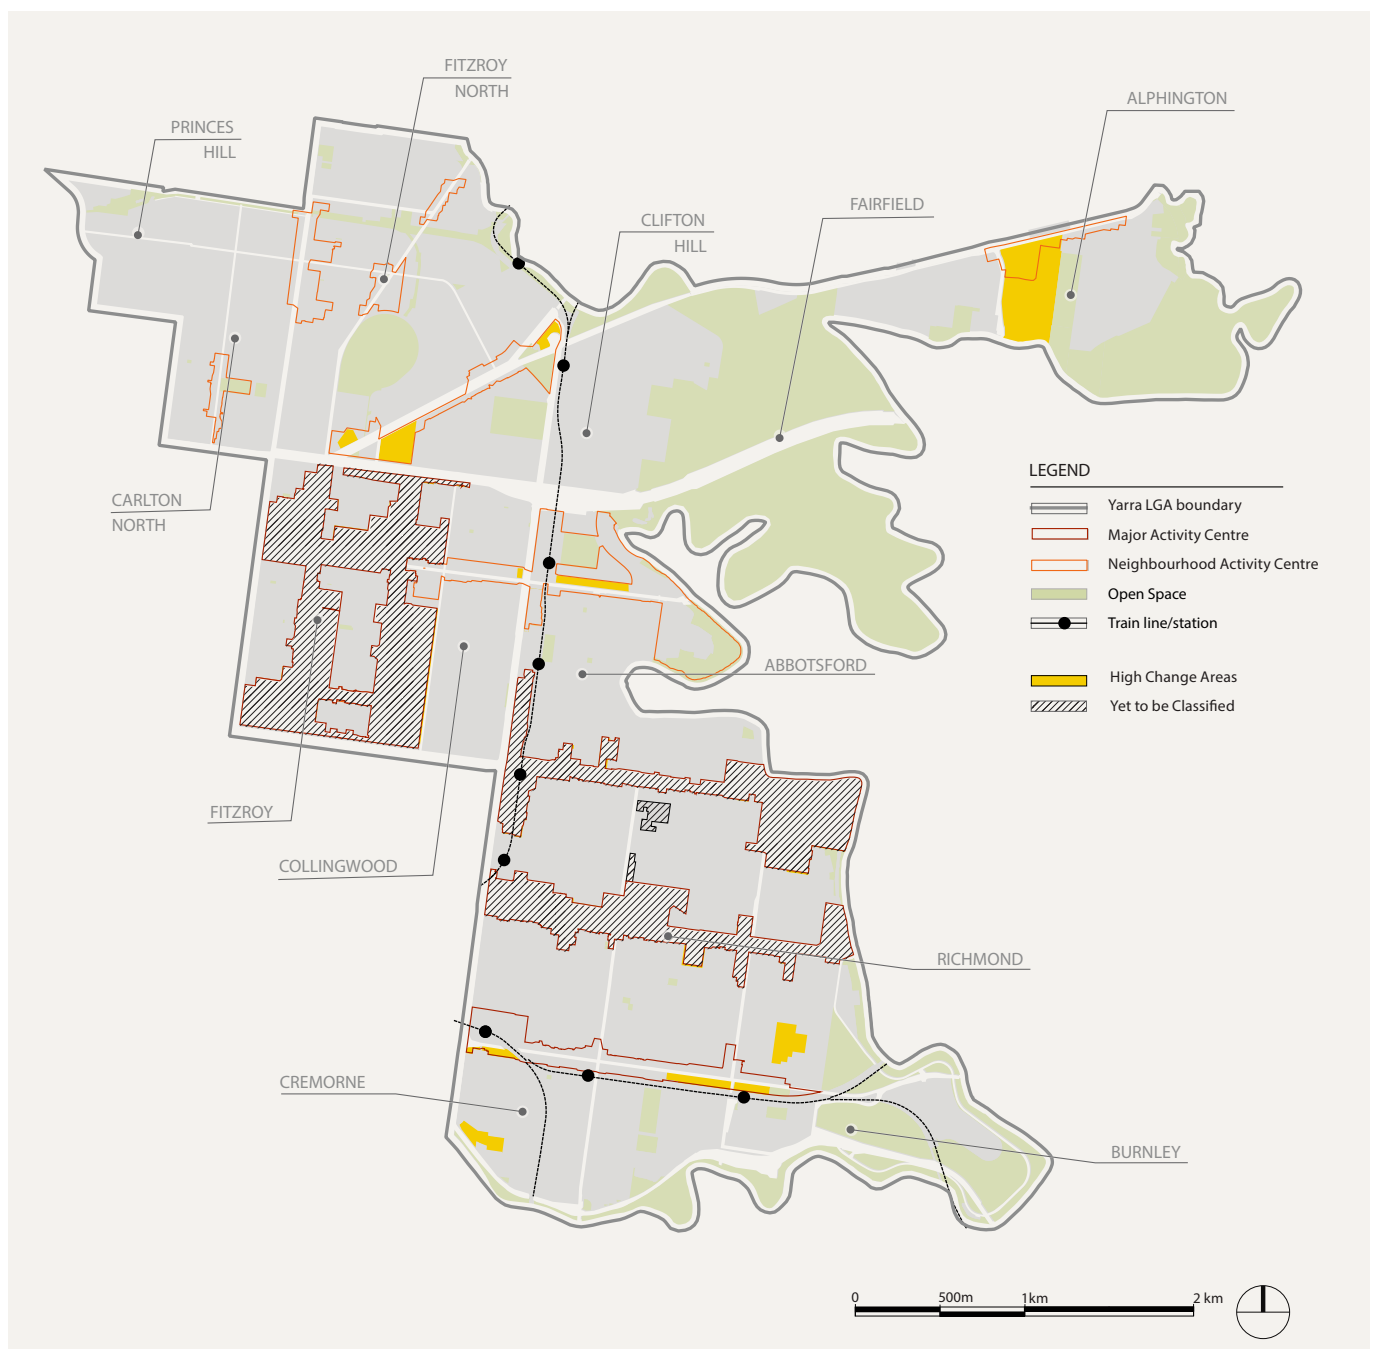 FITZROY
NORTH
ALPHINGTON
PRINCES
HILL
FAIRFIELD
CLIFTON
HILL
LEGEND
Yarra LGA boundary
Major Activity Centre
Neighbourhood Activity Centre
Open Space
Train line/station
High Change Areas
Yet to be Classified
CARLTON
NORTH
ABBOTSFORD
FITZROY
COLLINGWOOD
RICHMOND
CREMORNE
BURNLEY
0 500m 1km 2 km